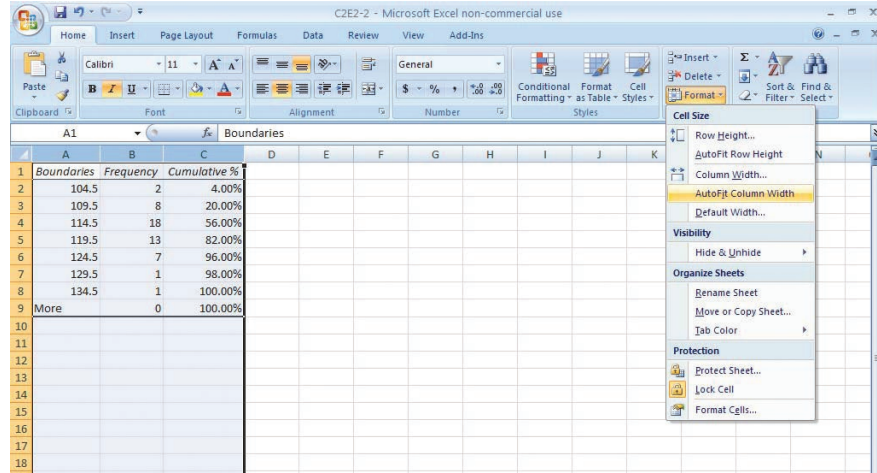 C2E2-2 - Microsoft Excel non-commercial use
Home Insert Page Layout Formulas Data Review View Add-Ins
Calibri 11 A A General Insert Σ
Paste Delete
B I U A $ % , .0 .00 .00 .0 Conditional Format Cell Format Sort & Find &
Formatting as Table Styles Filter Select
Clipboard Font Alignment Number Styles
Cell Size
A1 fx Boundaries
Row Height...
AutoFit Row Height
Column Width...
AutoFit Column Width
Default Width...
Visibility
Hide & Unhide
Organize Sheets
Rename Sheet
Move or Copy Sheet...
Tab Color
Protection
Protect Sheet...
Lock Cell
Format Cells...
A B C D E F G H I J K N
1 Boundaries Frequency Cumulative %
2 104.5 2 4.00%
3 109.5 8 20.00%
4 114.5 18 56.00%
5 119.5 13 82.00%
6 124.5 7 96.00%
7 129.5 1 98.00%
8 134.5 1 100.00%
9 More 0 100.00%
10
11
12
13
14
15
16
17
18